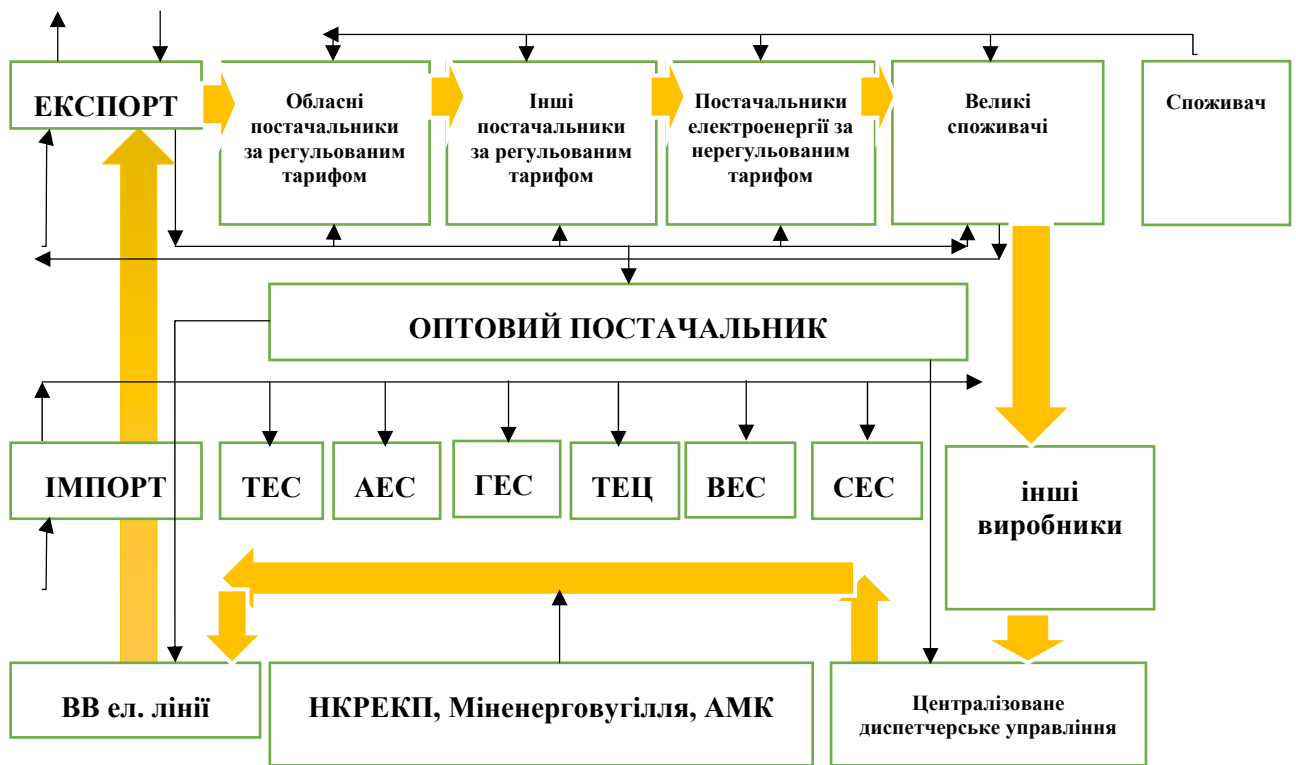 ЕКСПОРТ
Обласні
постачальники
за регульованим
тарифом
Інші
постачальники
за регульованим
тарифом
Постачальники
електроенергії за
нерегульованим
тарифом
Великі
споживачі
Споживач
ОПТОВИЙ ПОСТАЧАЛЬНИК
ІМПОРТ
ТЕС
АЕС
ГЕС
ТЕЦ
ВЕС
СЕС
інші
виробники
ВВ ел. лінії
НКРЕКП, Міненерговугілля, АМК
Централізоване
диспетчерське управління